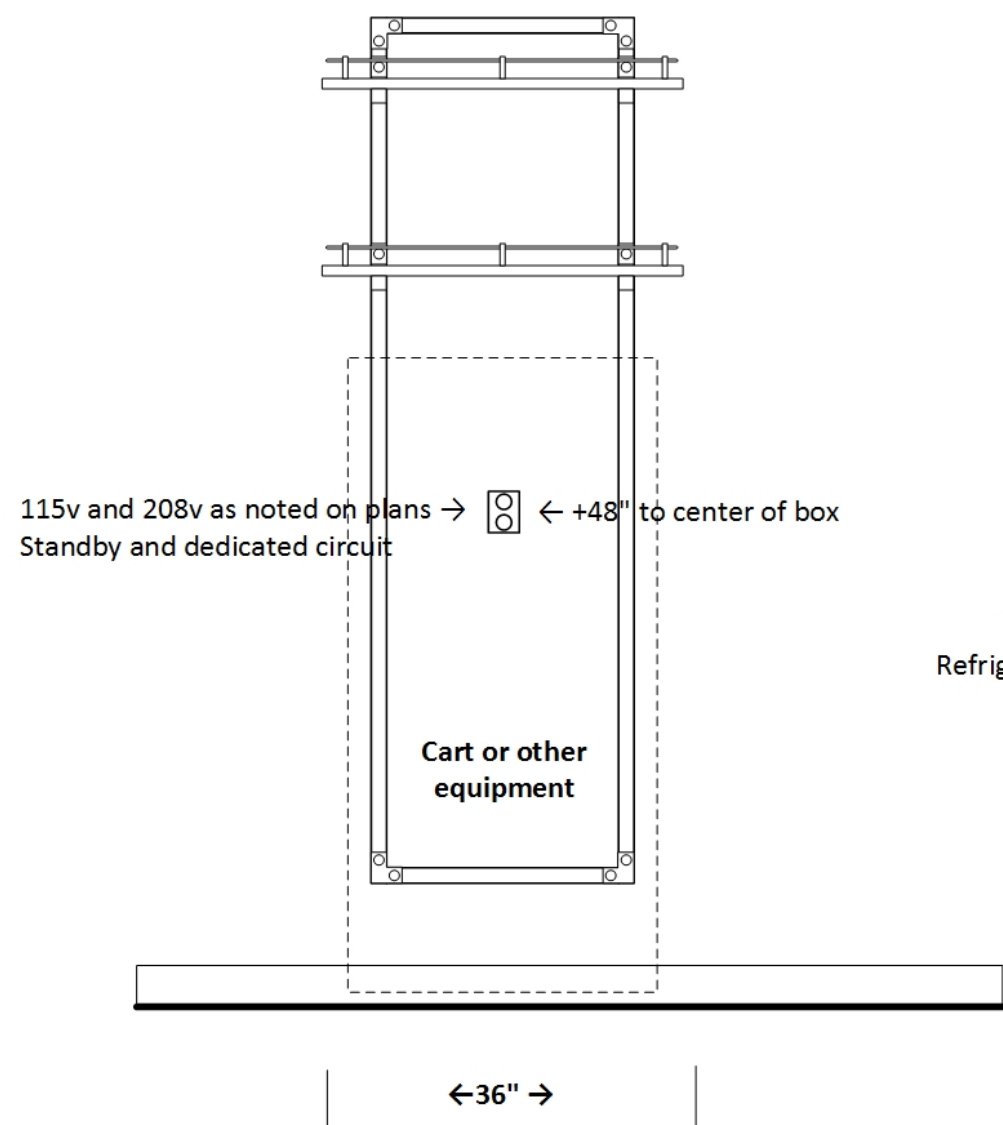 115v and 208v as noted on plans → ← +48" to center of box
Standby and dedicated circuit
Refrig
Cart or other
equipment
←36" →